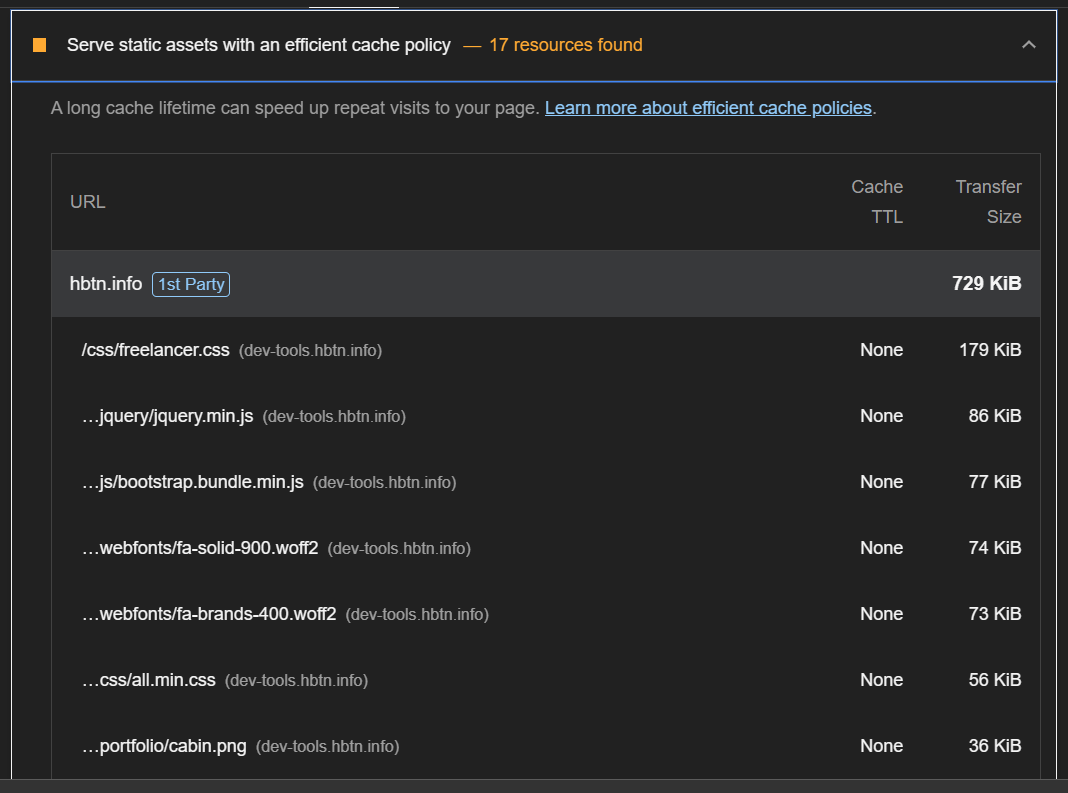 Serve static assets with an efficient cache policy — 17 resources found
A long cache lifetime can speed up repeat visits to your page. Learn more about efficient cache policies.
URL Cache TTL Transfer Size
hbtn.info 1st Party 729 KiB
/css/freelancer.css (dev-tools.hbtn.info) None 179 KiB
…jquery/jquery.min.js (dev-tools.hbtn.info) None 86 KiB
…js/bootstrap.bundle.min.js (dev-tools.hbtn.info) None 77 KiB
…webfonts/fa-solid-900.woff2 (dev-tools.hbtn.info) None 74 KiB
…webfonts/fa-brands-400.woff2 (dev-tools.hbtn.info) None 73 KiB
…css/all.min.css (dev-tools.hbtn.info) None 56 KiB
…portfolio/cabin.png (dev-tools.hbtn.info) None 36 KiB